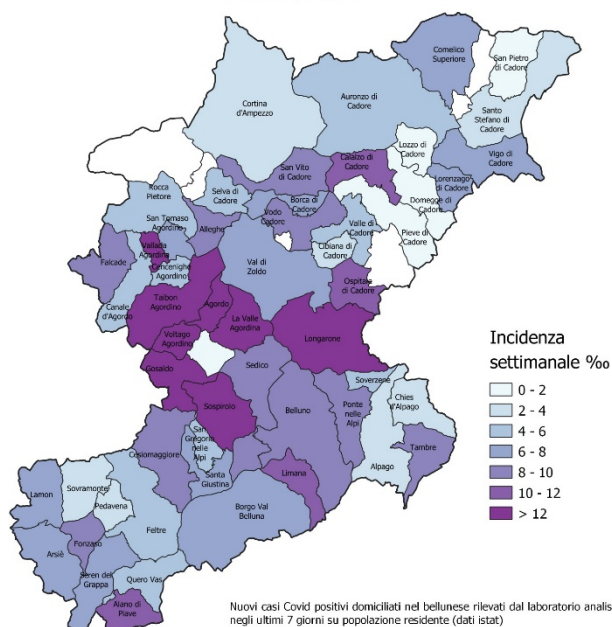 Comelico
Superiore
San Pietro
di Cadore
Cortina
d'Ampezzo
Auronzo di
Cadore
Santo
Stefano di
Cadore
Lozzo di
Cadore
Vigo di
Cadore
San Vito
di Cadore
Calalzo di
Cadore
Lorenzago
di Cadore
Rocca
Pietore
Selva di
Cadore
Borca di
Cadore
Domegge di
Cadore
San Tomaso
Agordino
Vodo
Cadore
Alleghe
Valle di
Cadore
Pieve di
Cadore
Vallada
Agordina
Cibiana di
Cadore
Falcade
Cencenighe
Agordino
Val di
Zoldo
Ospitale
di Cadore
Taibon
Agordino
Agordo
Canale
d'Agordo
La Valle
Agordina
Voltago
Agordino
Longarone
Gosaldo
Sedico
Soverzene
Chies
d'Alpago
Sospirolo
Belluno
Ponte
nelle
Alpi
San
Gregorio
nelle
Alpi
Tambre
Cesiomaggiore
Alpago
Limana
Santa
Giustina
Lamon
Sovramonte
Pedavena
Borgo Val
Belluna
Feltre
Fonzaso
Arsiè
Seren del
Grappa
Quero Vas
Alano di
Piave
Incidenza
settimanale ‰
0 - 2
2 - 4
4 - 6
6 - 8
8 - 10
10 - 12
> 12
Nuovi casi Covid positivi domiciliati nel bellunese rilevati dal laboratorio analis
negli ultimi 7 giorni su popolazione residente (dati istat)